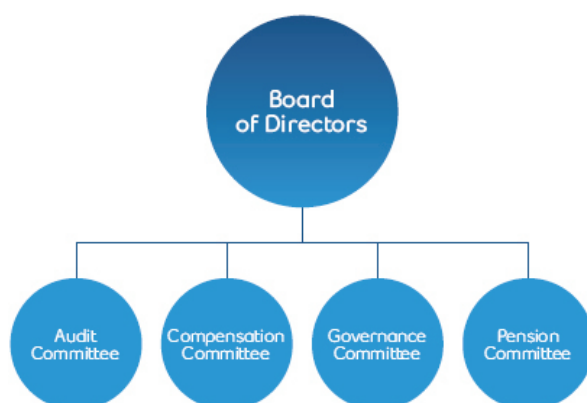 Board
of Directors
Audit
Committee
Compensation
Committee
Governance
Committee
Pension
Committee